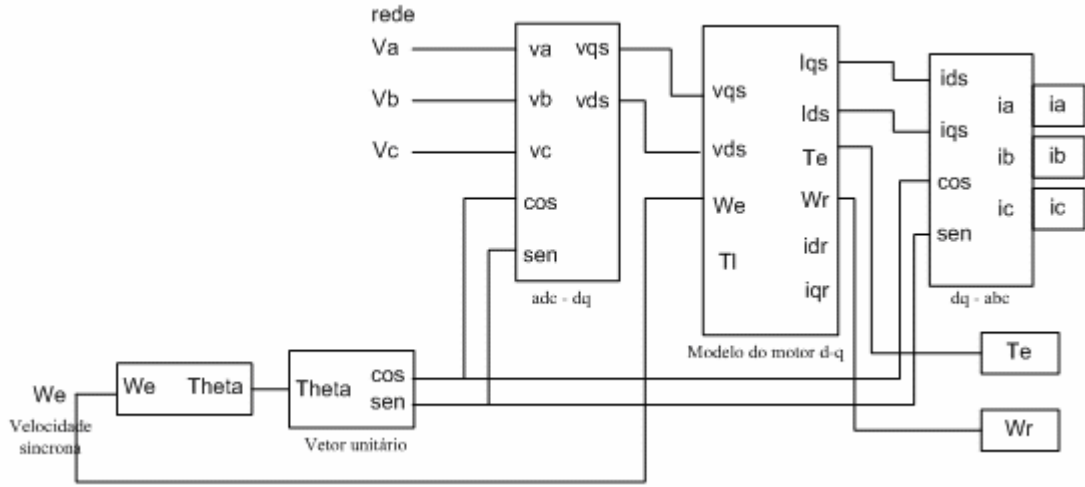 rede
Va
Vb
Vc
va
vb
vc
cos
sen
vqs
vds
adc - dq
vqs
vds
We
Tl
Iqs
Ids
Te
Wr
idr
iqr
Modelo do motor d-q
ids
iqs
cos
sen
ia
ib
ic
dq - abc
ia
ib
ic
Te
Wr
We
Velocidade
síncrona
We
Theta
Theta
cos
sen
Vetor unitário